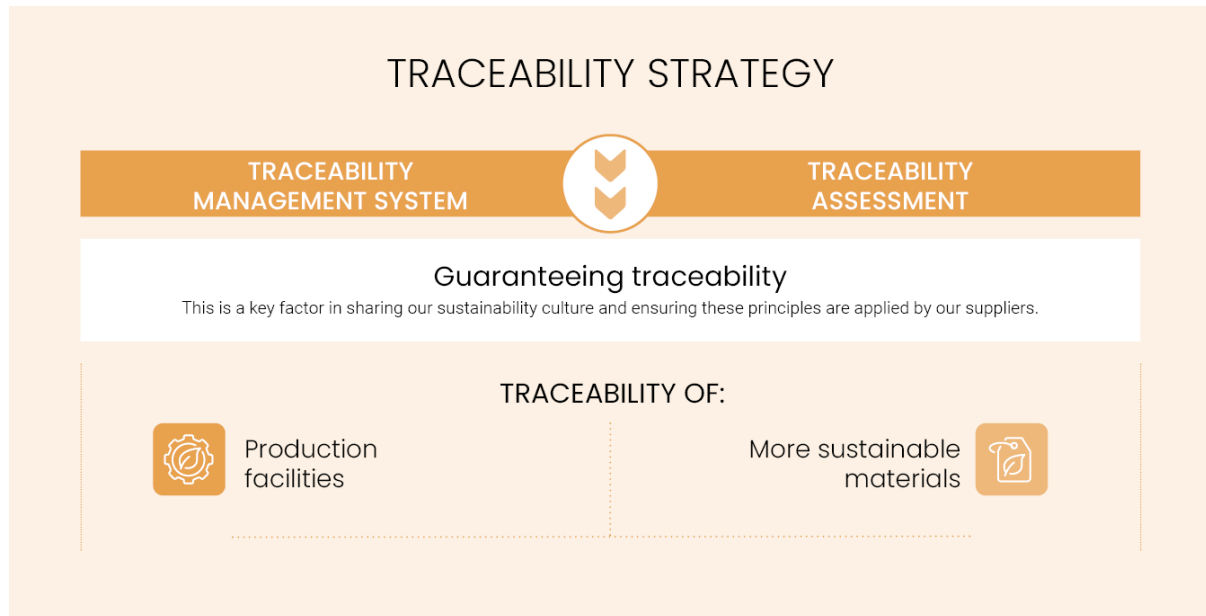 TRACEABILITY STRATEGY
TRACEABILITY
MANAGEMENT SYSTEM
TRACEABILITY
ASSESSMENT
Guaranteeing traceability
This is a key factor in sharing our sustainability culture and ensuring these principles are applied by our suppliers.
TRACEABILITY OF:
Production
facilities
More sustainable
materials